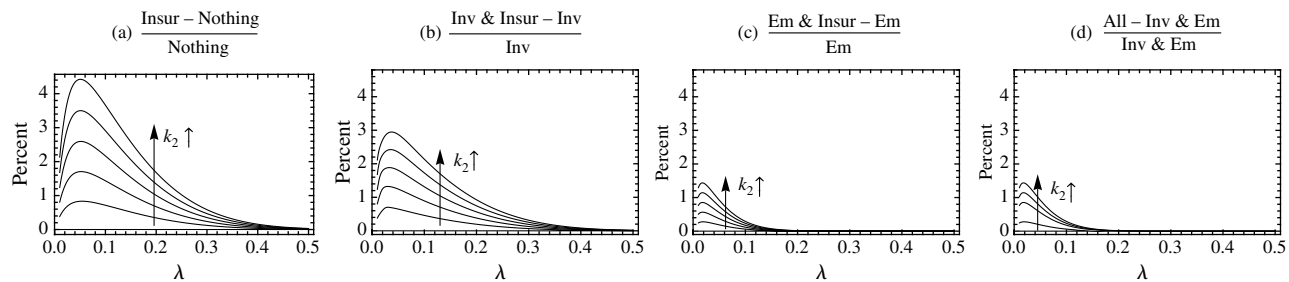 (a) Insur – Nothing
Nothing
(b) Inv & Insur – Inv
Inv
(c) Em & Insur – Em
Em
(d) All – Inv & Em
Inv & Em
Percent
4
3
2
1
0
k2 ↑
0.0 0.1 0.2 0.3 0.4 0.5
λ
Percent
4
3
2
1
0
k2↑
0.0 0.1 0.2 0.3 0.4 0.5
λ
Percent
4
3
2
1
0
k2↑
0.0 0.1 0.2 0.3 0.4 0.5
λ
Percent
4
3
2
1
0
k2↑
0.0 0.1 0.2 0.3 0.4 0.5
λ